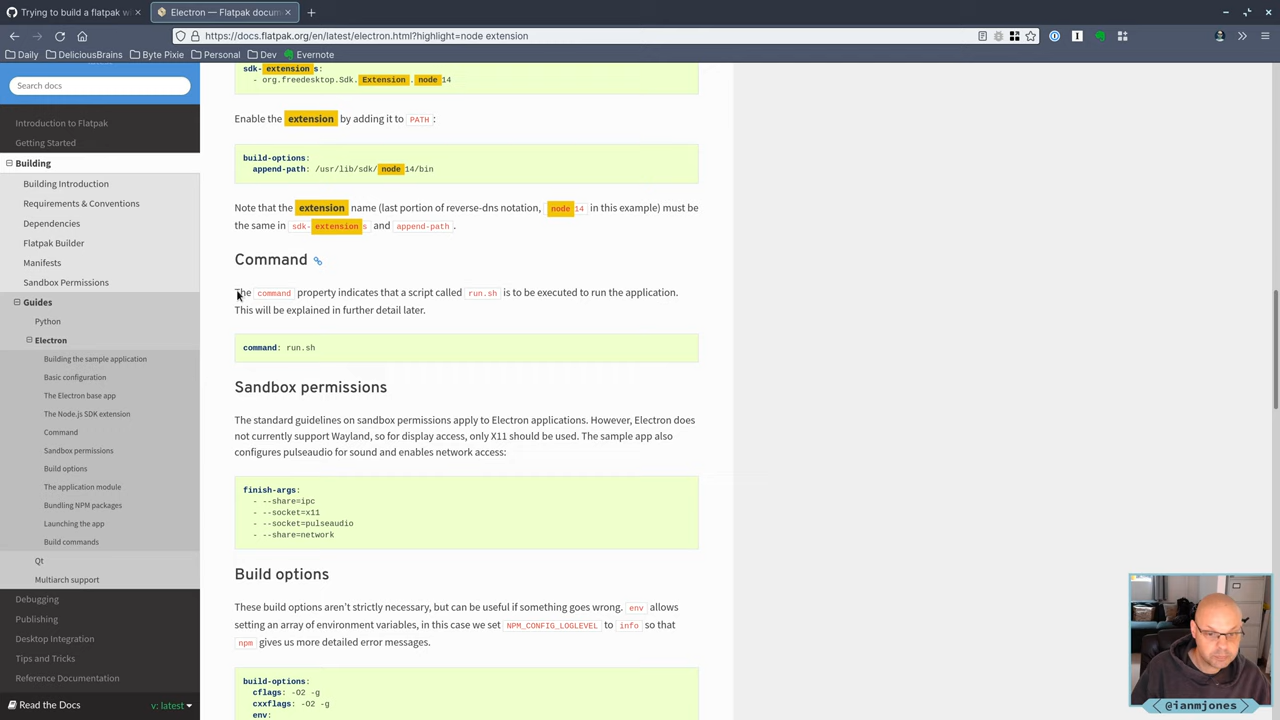 Trying to build a flatpak w
Electron — Flatpak docum
https://docs.flatpak.org/en/latest/electron.html?highlight=node extension
Daily
DeliciousBrains
Byte Pixie
Personal
Dev
Evernote
Search docs
Introduction to Flatpak
Getting Started
Building
Building Introduction
Requirements & Conventions
Dependencies
Flatpak Builder
Manifests
Sandbox Permissions
Guides
Python
Electron
Building the sample application
Basic configuration
The Electron base app
The Node.js SDK extension
Command
Sandbox permissions
Build options
The application module
Bundling NPM packages
Launching the app
Build commands
Qt
Multiarch support
Debugging
Publishing
Desktop Integration
Tips and Tricks
Reference Documentation
Read the Docs
v: latest
sdk-extensions:
- org.freedesktop.Sdk.Extension.node14
Enable the extension by adding it to PATH :
build-options:
append-path: /usr/lib/sdk/node14/bin
Note that the extension name (last portion of reverse-dns notation, node14 in this example) must be
the same in sdk-extensions and append-path.
Command
The command property indicates that a script called run.sh is to be executed to run the application.
This will be explained in further detail later.
command: run.sh
Sandbox permissions
The standard guidelines on sandbox permissions apply to Electron applications. However, Electron does
not currently support Wayland, so for display access, only X11 should be used. The sample app also
configures pulseaudio for sound and enables network access:
finish-args:
- --share=ipc
- --socket=x11
- --socket=pulseaudio
- --share=network
Build options
These build options aren't strictly necessary, but can be useful if something goes wrong. env allows
setting an array of environment variables, in this case we set NPM_CONFIG_LOGLEVEL to info so that
npm gives us more detailed error messages.
build-options:
cflags: -O2 -g
cxxflags: -O2 -g
env:
@ianmjones